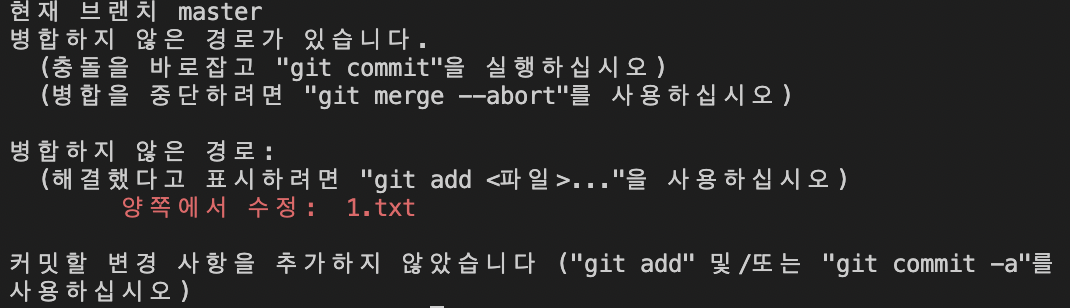 현재 브랜치 master
병합하지 않은 경로가 있습니다.
(충돌을 바로잡고 "git commit"을 실행하십시오)
(병합을 중단하려면 "git merge --abort"를 사용하십시오)
병합하지 않은 경로:
(해결했다고 표시하려면 "git add <파일>..."을 사용하십시오)
양쪽에서 수정: 1.txt
커밋할 변경 사항을 추가하지 않았습니다 ("git add" 및/또는 "git commit -a"를
사용하십시오)